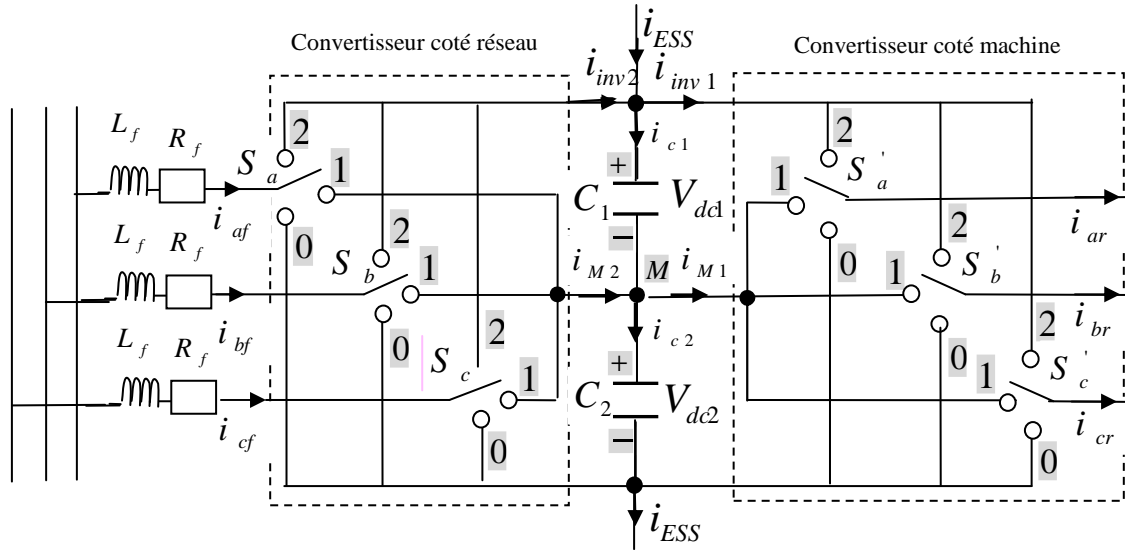 i_ESS
Convertisseur coté réseau
Convertisseur coté machine
i_inv2
i_inv1
L_f
R_f
S_a
2
1
0
i_af
i_c1
+
C_1
V_dc1
−
2
1
S'_a
0
i_ar
L_f
R_f
S_b
2
1
0
i_bf
i_M2
M
i_M1
2
1
S'_b
0
i_br
L_f
R_f
S_c
2
1
0
i_cf
i_c2
+
C_2
V_dc2
−
2
1
S'_c
0
i_cr
i_ESS